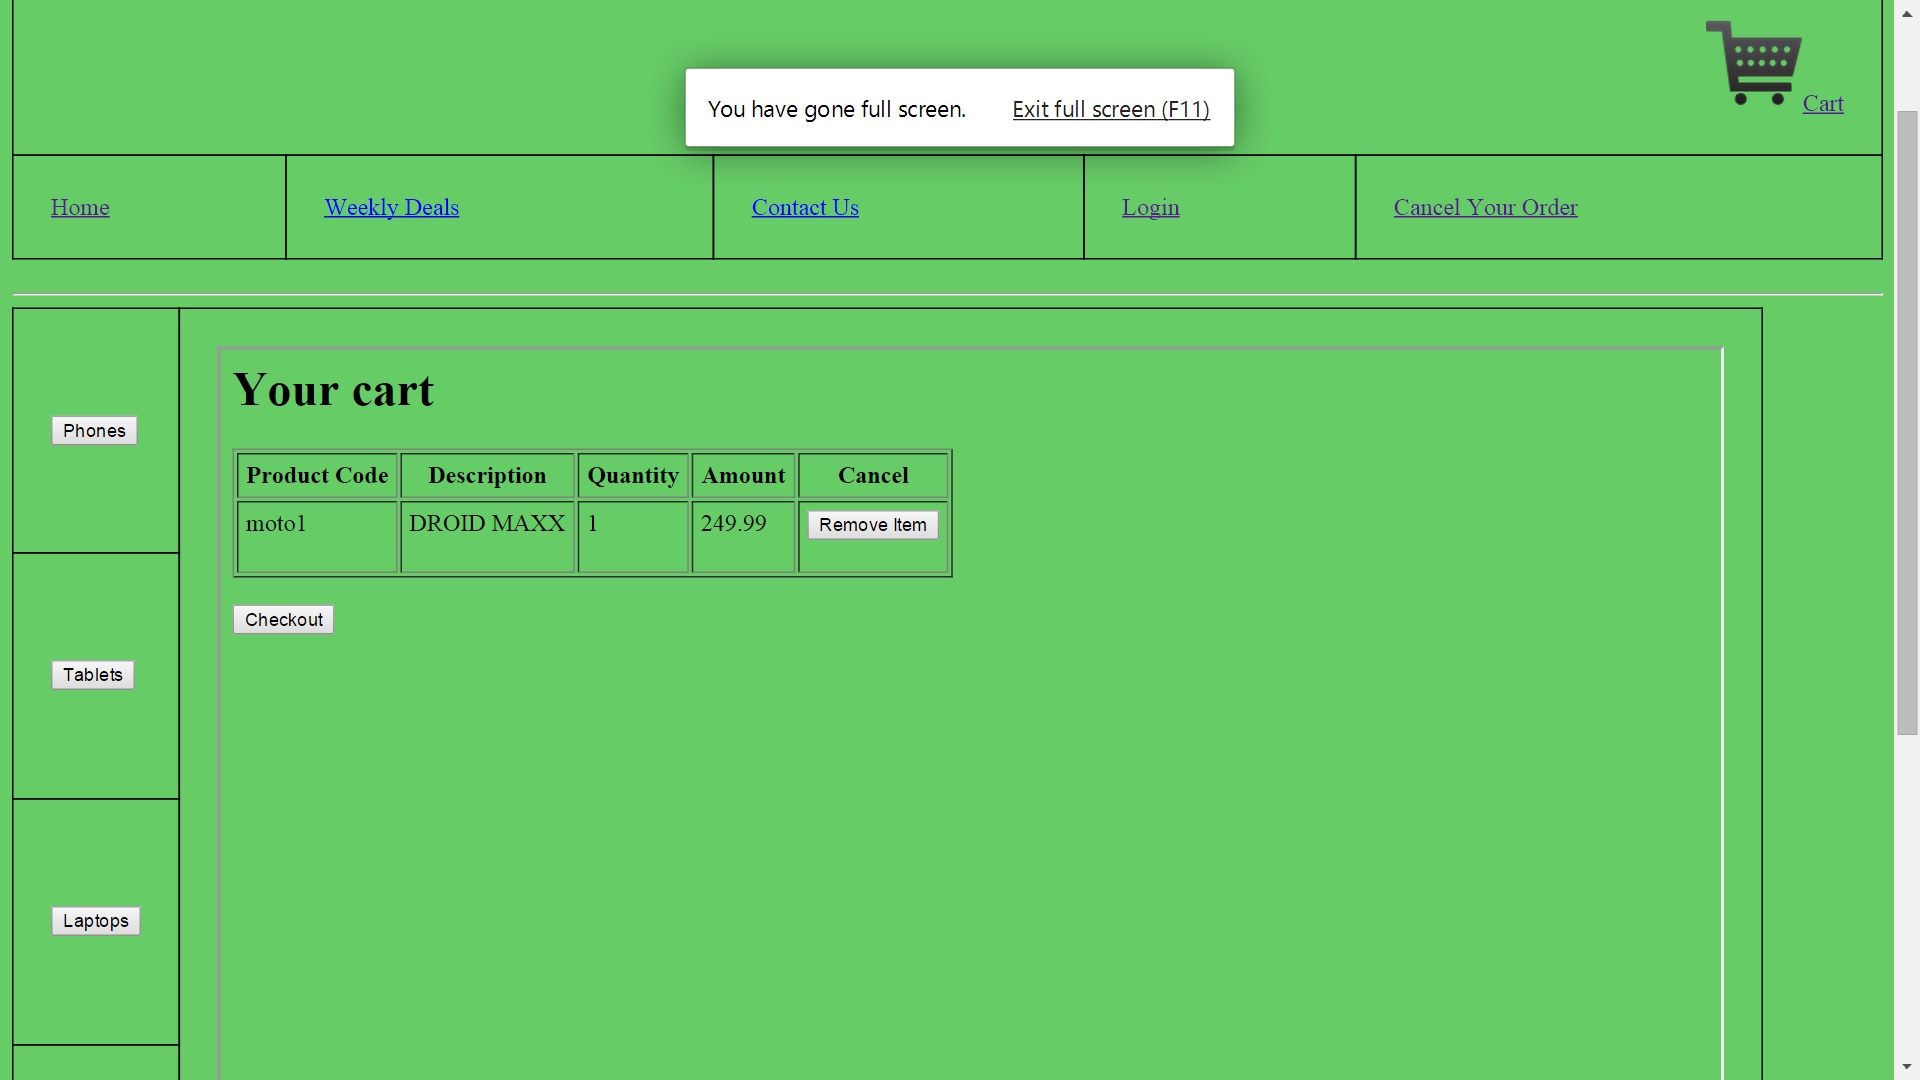 You have gone full screen. Exit full screen (F11)
Cart
Home Weekly Deals Contact Us Login Cancel Your Order
Your cart
Product Code Description Quantity Amount Cancel
moto1 DROID MAXX 1 249.99 Remove Item
Checkout
Phones
Tablets
Laptops